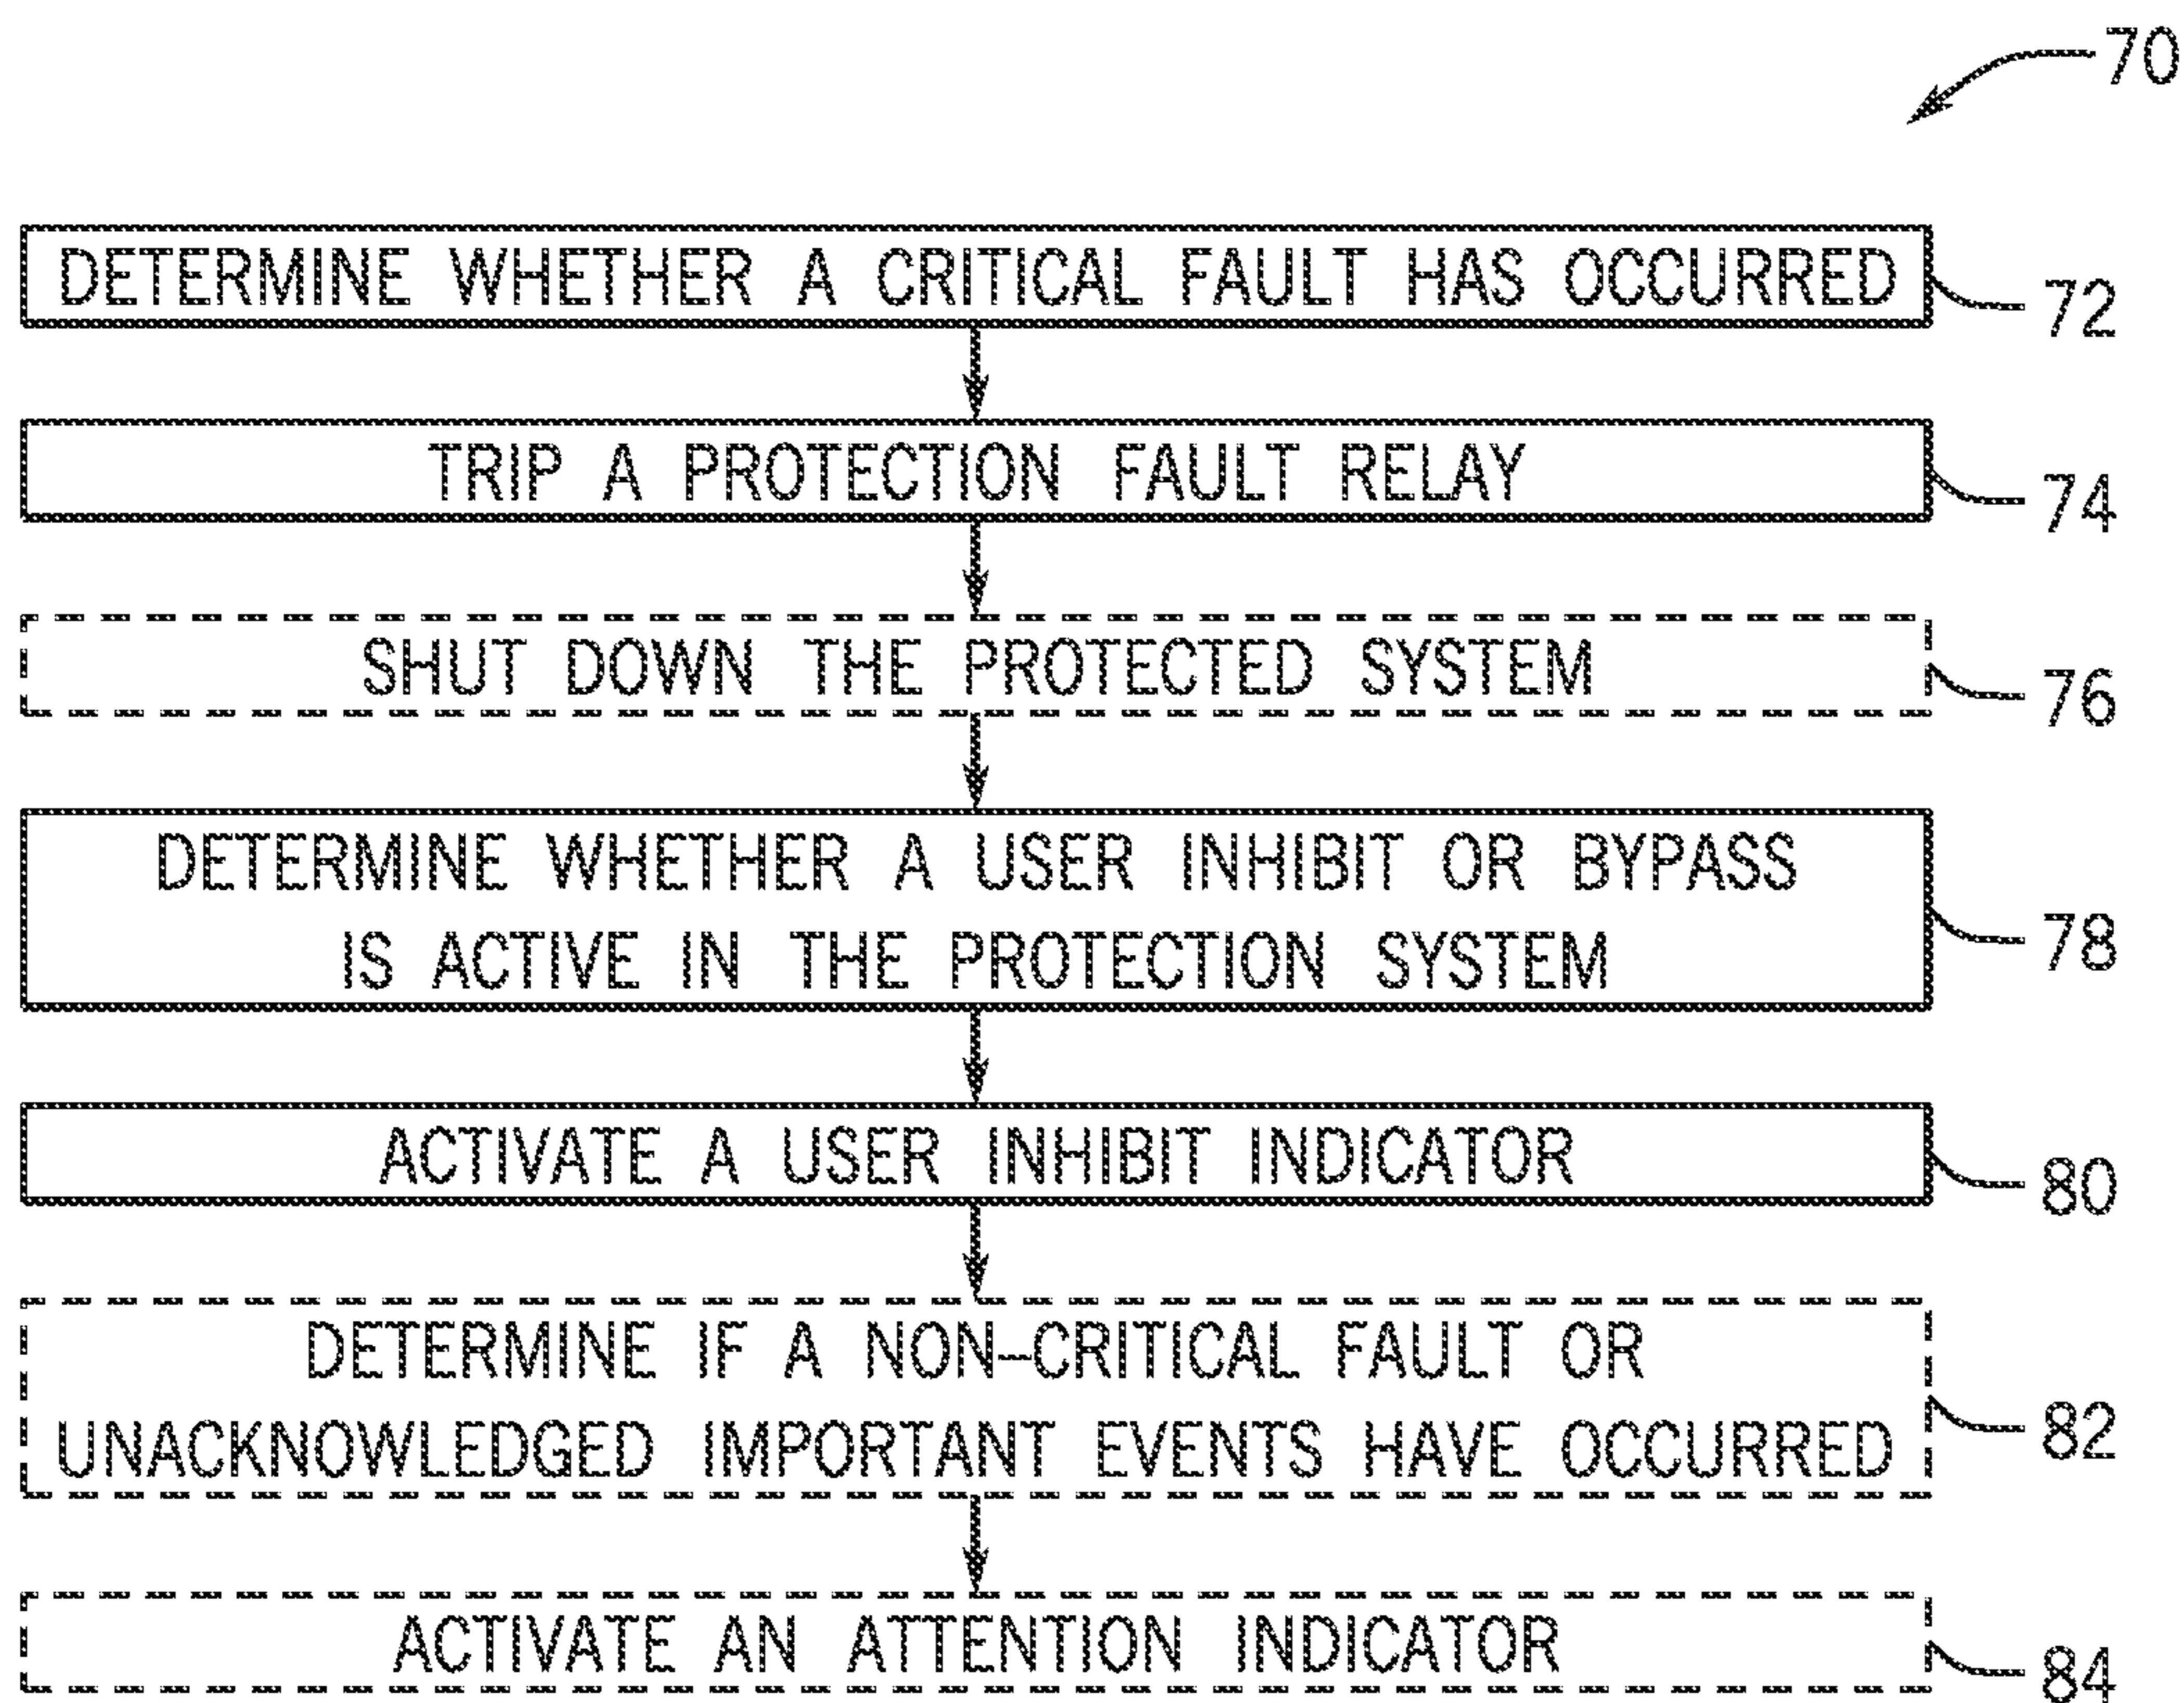 70
DETERMINE WHETHER A CRITICAL FAULT HAS OCCURRED
72
TRIP A PROTECTION FAULT RELAY
74
SHUT DOWN THE PROTECTED SYSTEM
76
DETERMINE WHETHER A USER INHIBIT OR BYPASS
IS ACTIVE IN THE PROTECTION SYSTEM
78
ACTIVATE A USER INHIBIT INDICATOR
80
DETERMINE IF A NON-CRITICAL FAULT OR
UNACKNOWLEDGED IMPORTANT EVENTS HAVE OCCURRED
82
ACTIVATE AN ATTENTION INDICATOR
84